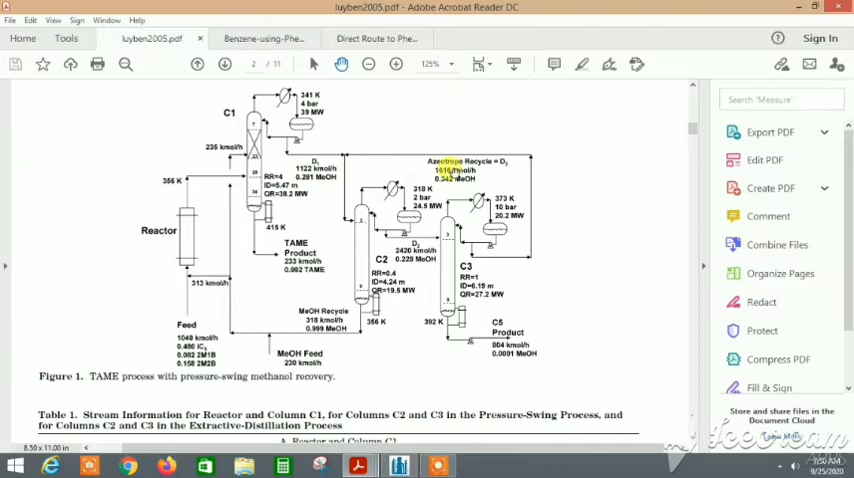 luyben2005.pdf - Adobe Acrobat Reader DC
File Edit View Sign Window Help
Home Tools luyben2005.pdf × Benzene-using-Phe... Direct Route to Phe... Sign In
2 / 11 125%
Search 'Measure'
Export PDF
Edit PDF
Create PDF
Comment
Combine Files
Organize Pages
Redact
Protect
Compress PDF
Fill & Sign
Store and share files in the
Document Cloud
Learn More
C1
341 K
4 bar
39 MW
235 kmol/h
D1
1122 kmol/h
0.281 MeOH
Azeotrope Recycle = D3
1616 kmol/h
0.342 MeOH
356 K
RR=4
ID=5.47 m
QR=38.2 MW
318 K
2 bar
24.5 MW
373 K
10 bar
20.2 MW
Reactor
415 K
TAME
Product
233 kmol/h
0.992 TAME
D2
2420 kmol/h
0.228 MeOH
C2
RR=0.4
ID=4.24 m
QR=19.5 MW
C3
RR=1
ID=6.19 m
QR=27.2 MW
313 kmol/h
MeOH Recycle
318 kmol/h
0.999 MeOH
356 K
392 K
C5
Product
804 kmol/h
0.0001 MeOH
Feed
1040 kmol/h
0.082 2M1B
0.158 2M2B
MeOH Feed
230 kmol/h
Figure 1. TAME process with pressure-swing methanol recovery.
Table 1. Stream Information for Reactor and Column C1, for Columns C2 and C3 in the Pressure-Swing Process, and
for Columns C2 and C3 in the Extractive-Distillation Process
A. Reactor and Column C1
8.50 x 11.00 in
Icecream
9/25/2020